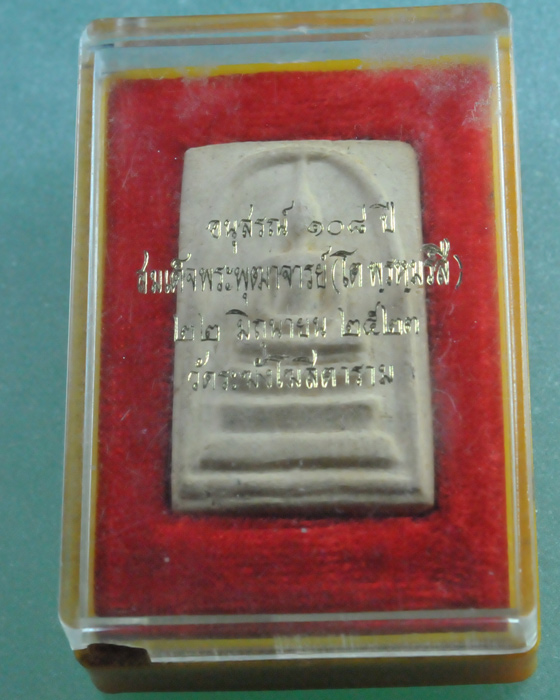 อนุสรณ์ ๑๐๘ ปี
สมเด็จพระพุฒาจารย์ (โต พฺรหฺมรํสี)
๒๒ มิถุนายน ๒๕๒๓
วัดระฆังโฆสิตาราม